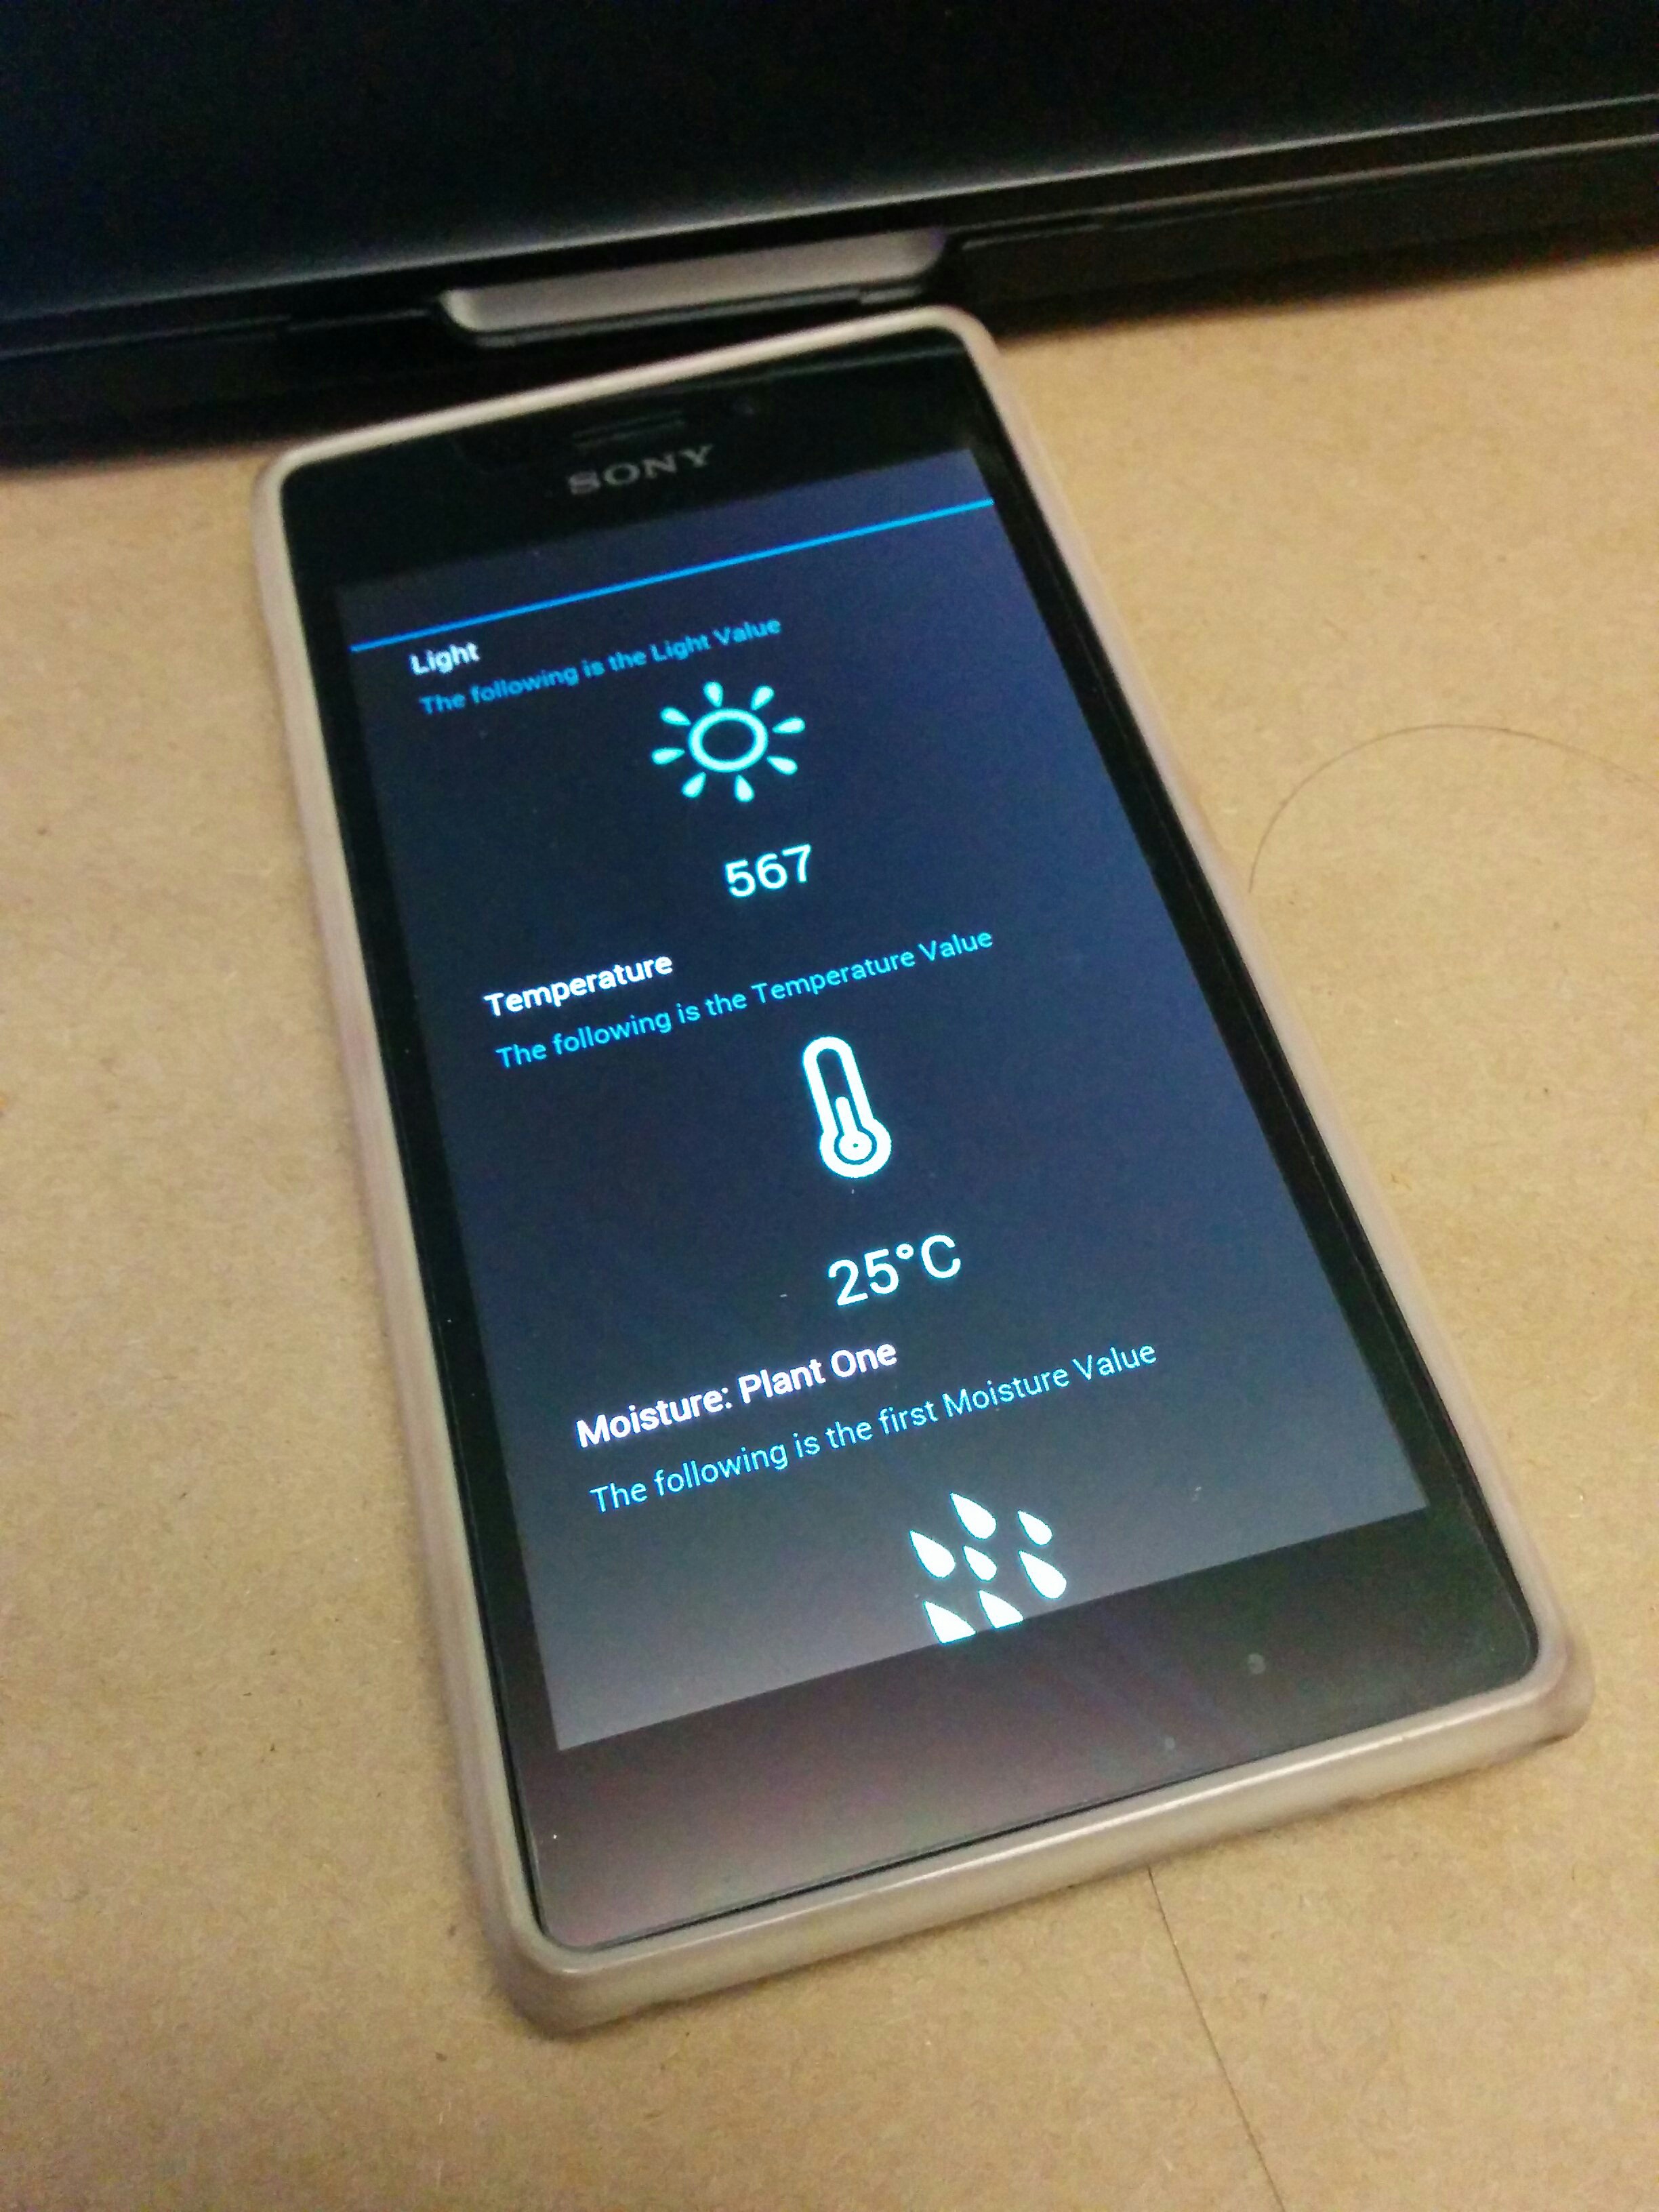 SONY
Light
The following is the Light Value
567
Temperature
The following is the Temperature Value
25°C
Moisture: Plant One
The following is the first Moisture Value